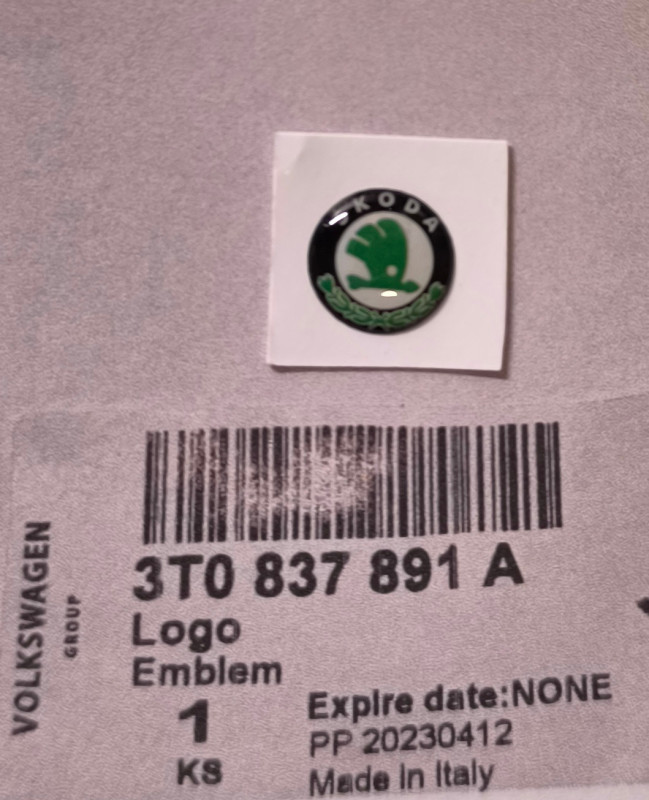 ŠKODA
3T0 837 891 A
Logo
Emblem
1
KS
Expire date:NONE
PP 20230412
Made in Italy
VOLKSWAGEN
GROUP